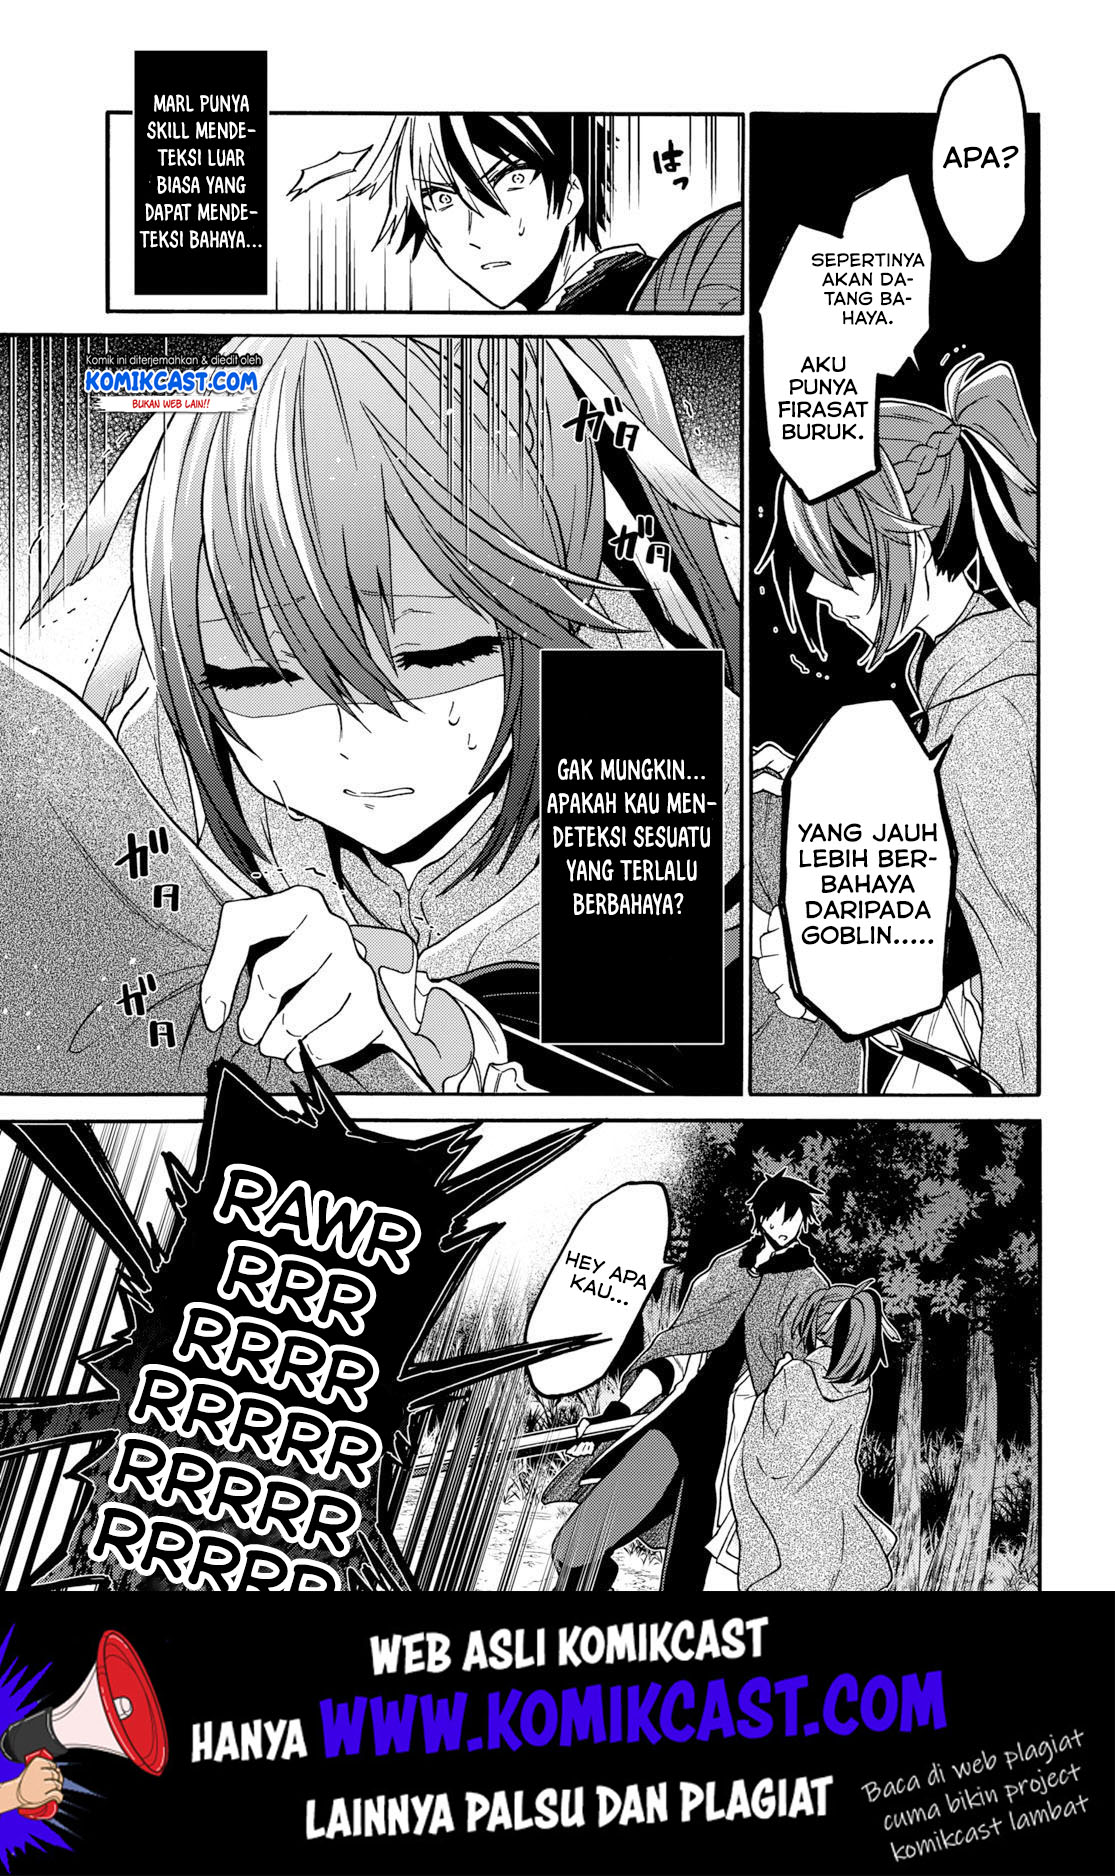 APA?
SEPERTINYA
AKAN DA-
TANG BA-
HAYA.
AKU
PUNYA
FIRASAT
BURUK.
YANG JAUH
LEBIH BER-
BAHAYA
DARIPADA
GOBLIN.....
はっ
MARL PUNYA
SKILL MENDE-
TEKSI LUAR
BIASA YANG
DAPAT MENDE-
TEKSI BAHAYA...
Komik ini diterjemahkan & diedit oleh
KOMIKCAST.COM
BUKAN WEB LAIN!!
ガタ
ガタ
GAK MUNGKIN...
APAKAH KAU MEN-
DETEKSI SESUATU
YANG TERLALU
BERBAHAYA?
ガタ
ガタ
HEY APA
KAU...
RAWR
RRR
RRRR
RRRRR
RRRRR
RRRRR
WEB ASLI KOMIKCAST
HANYA WWW.KOMIKCAST.COM
LAINNYA PALSU DAN PLAGIAT
Baca di web plagiat
cuma bikin project
komikcast lambat